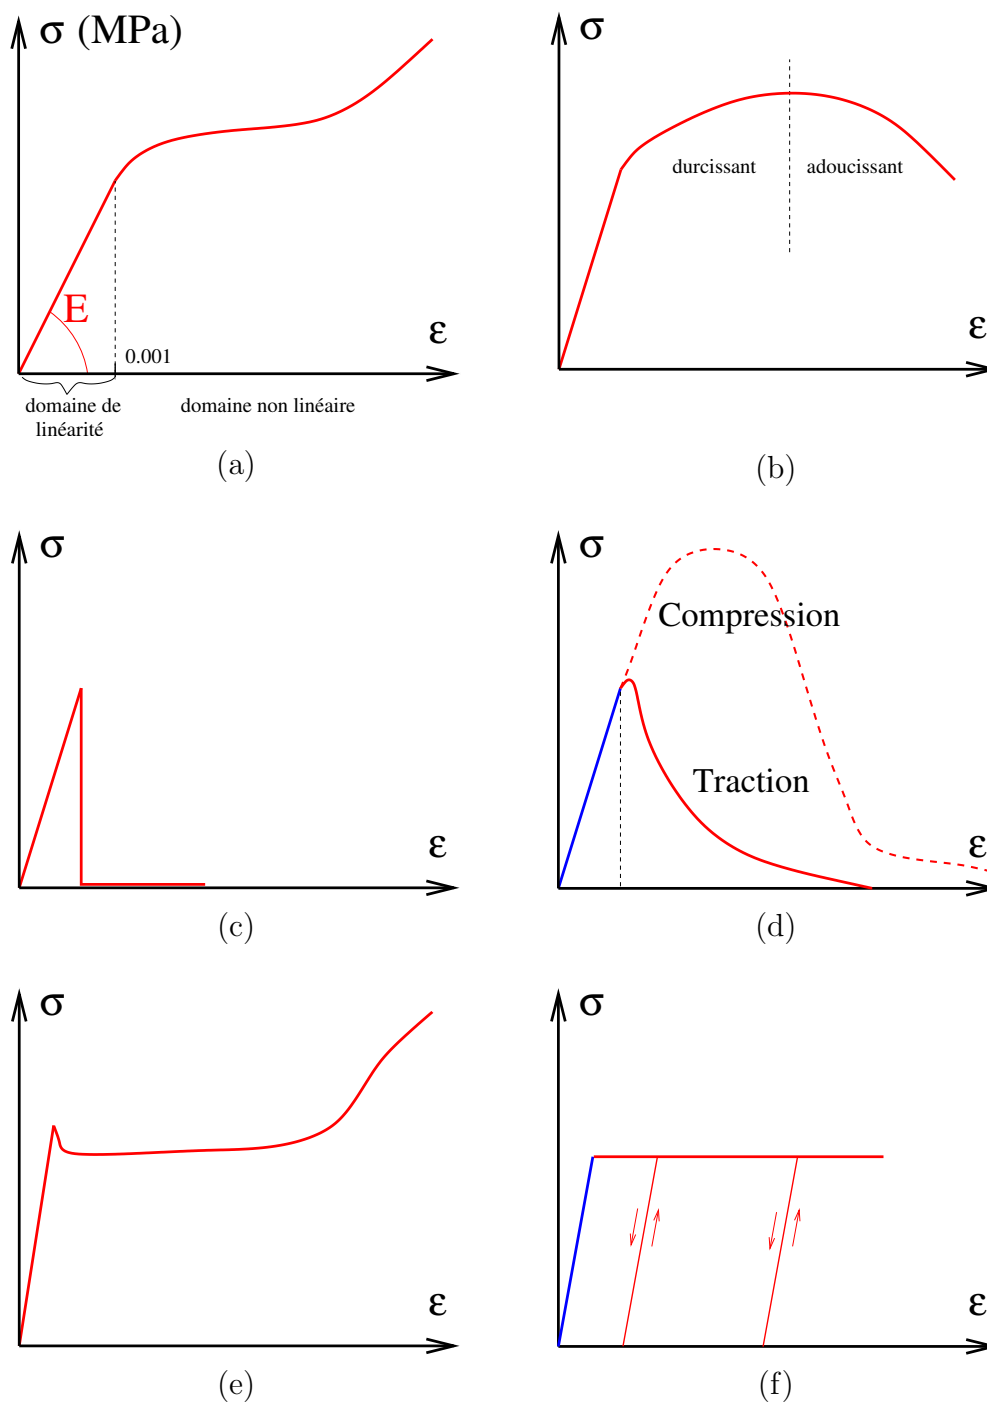 σ (MPa)
E
ε
0.001
domaine de
linéarité
domaine non linéaire
(a)
σ
durcissant
adoucissant
ε
(b)
σ
ε
(c)
σ
Compression
Traction
ε
(d)
σ
ε
(e)
σ
ε
(f)